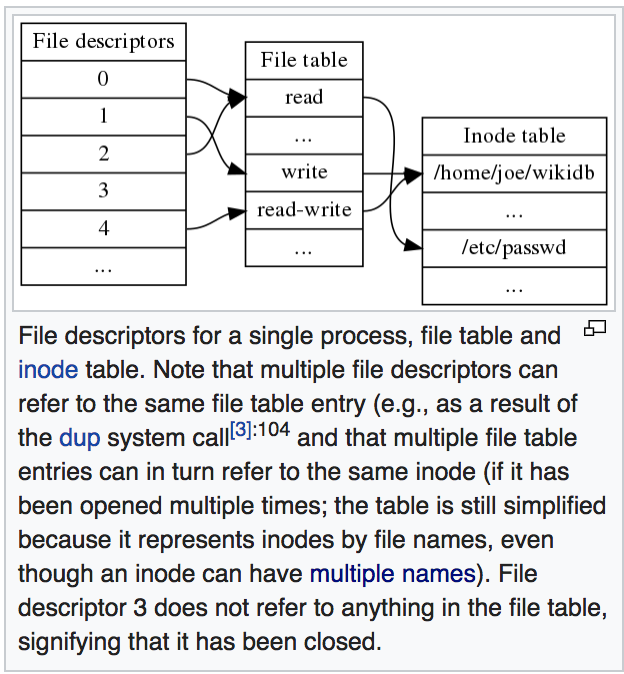 File descriptors
0
1
2
3
4
...
File table
read
...
write
read-write
...
Inode table
/home/joe/wikidb
...
/etc/passwd
...
File descriptors for a single process, file table and
inode table. Note that multiple file descriptors can
refer to the same file table entry (e.g., as a result of
the dup system call[3]:104 and that multiple file table
entries can in turn refer to the same inode (if it has
been opened multiple times; the table is still simplified
because it represents inodes by file names, even
though an inode can have multiple names). File
descriptor 3 does not refer to anything in the file table,
signifying that it has been closed.